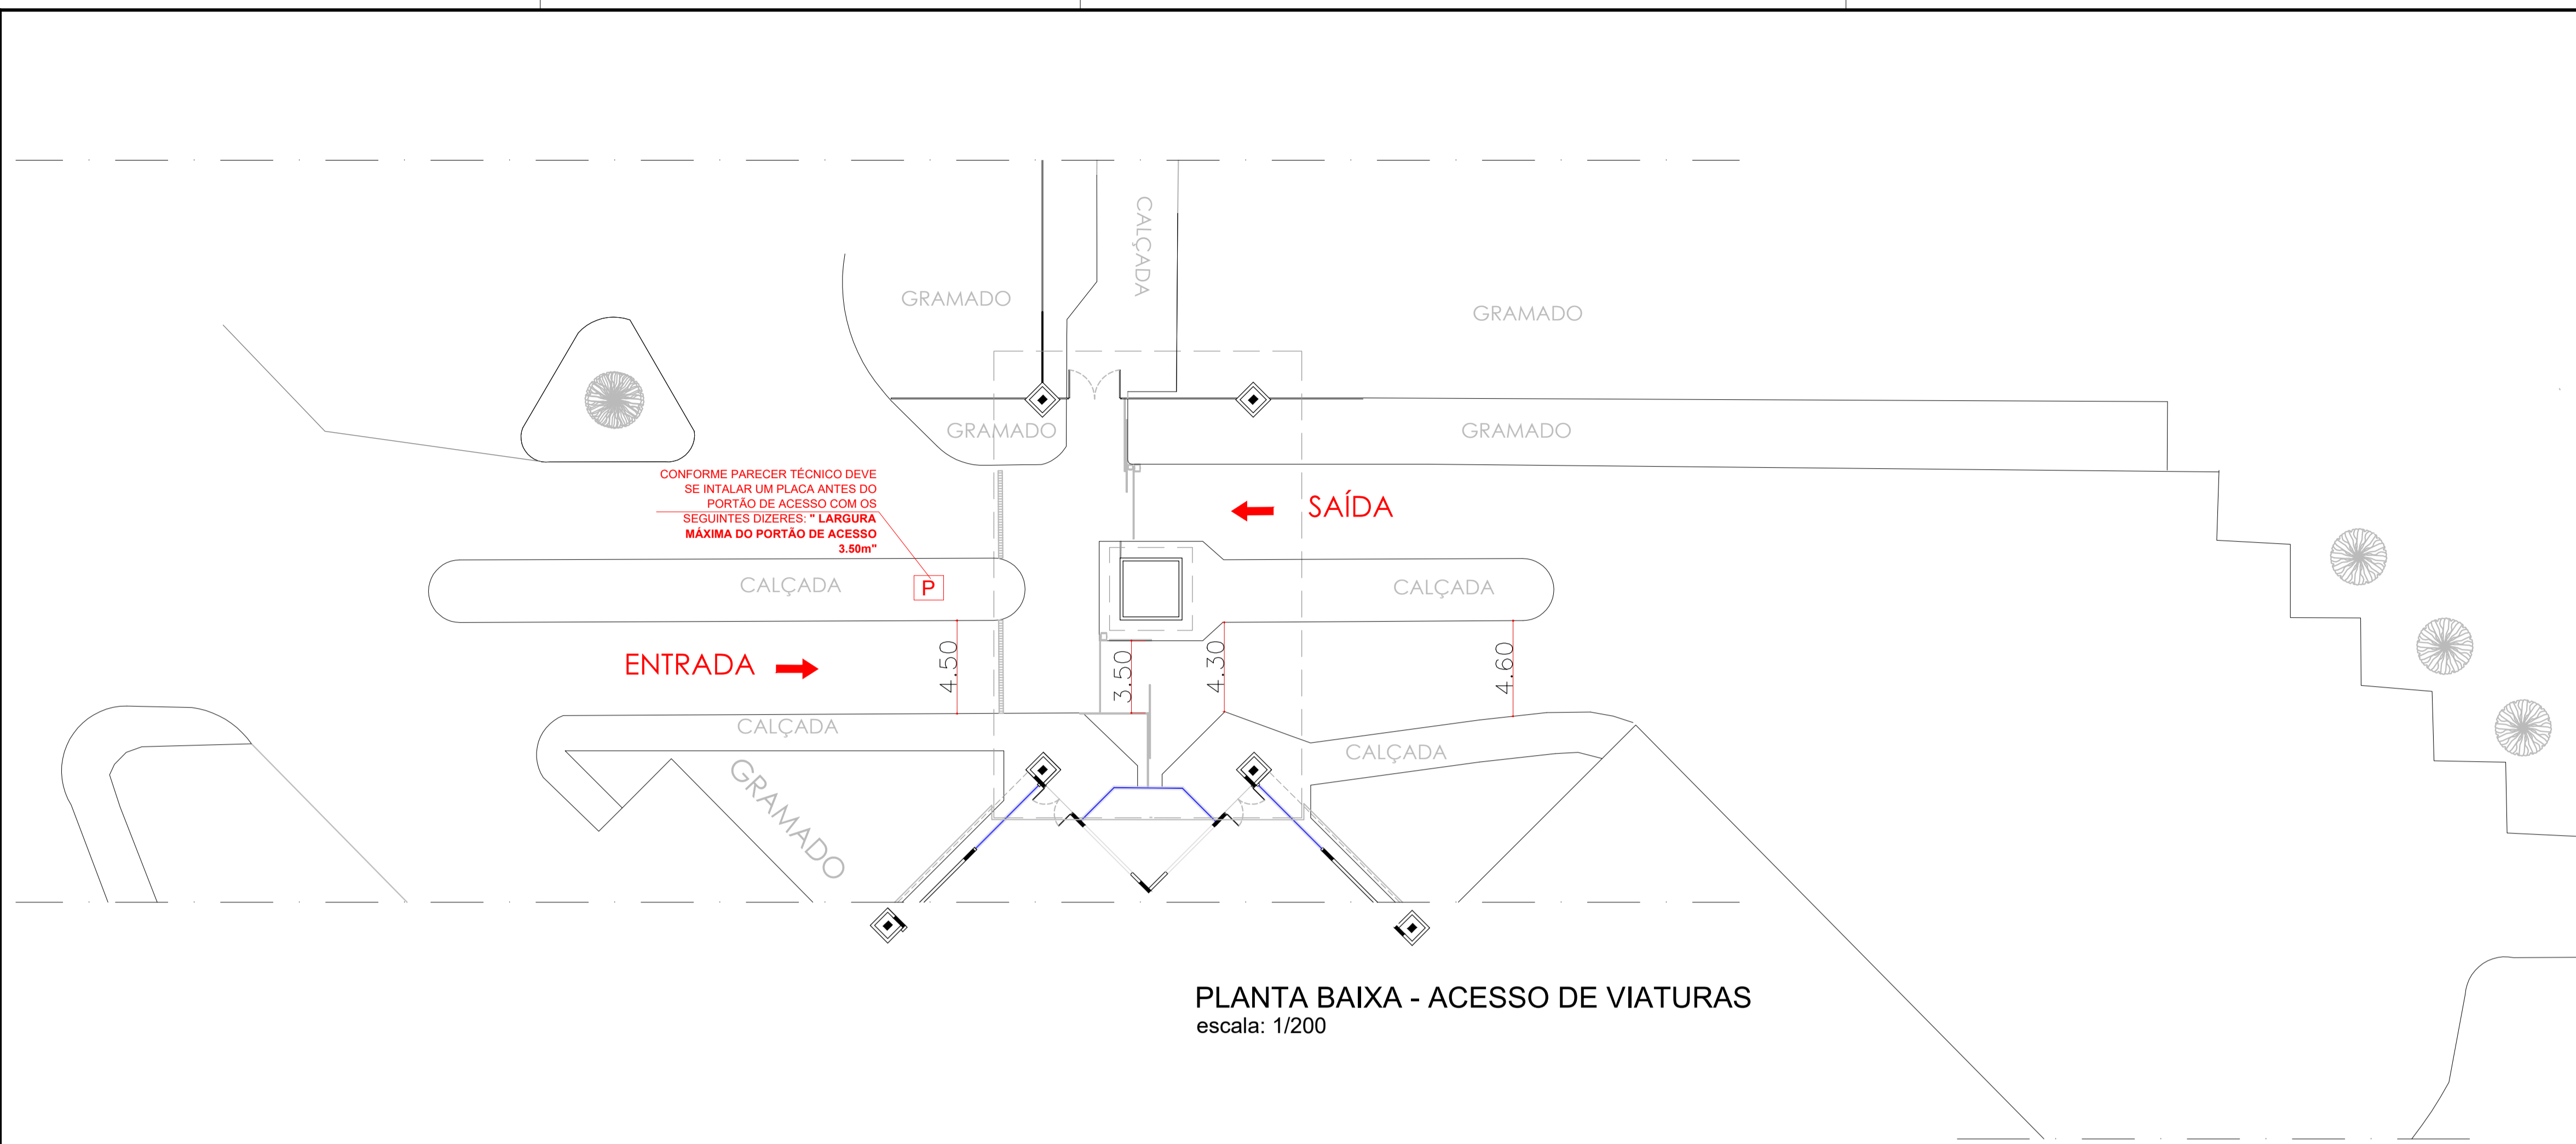 CALÇADA
GRAMADO
GRAMADO
GRAMADO
GRAMADO
CONFORME PARECER TÉCNICO DEVE
SE INTALAR UM PLACA ANTES DO
PORTÃO DE ACESSO COM OS
SEGUINTES DIZERES: " LARGURA
MÁXIMA DO PORTÃO DE ACESSO
3.50m"
SAÍDA
CALÇADA
P
CALÇADA
ENTRADA
4.50
3.50
4.30
4.60
CALÇADA
CALÇADA
GRAMADO
PLANTA BAIXA - ACESSO DE VIATURAS
escala: 1/200